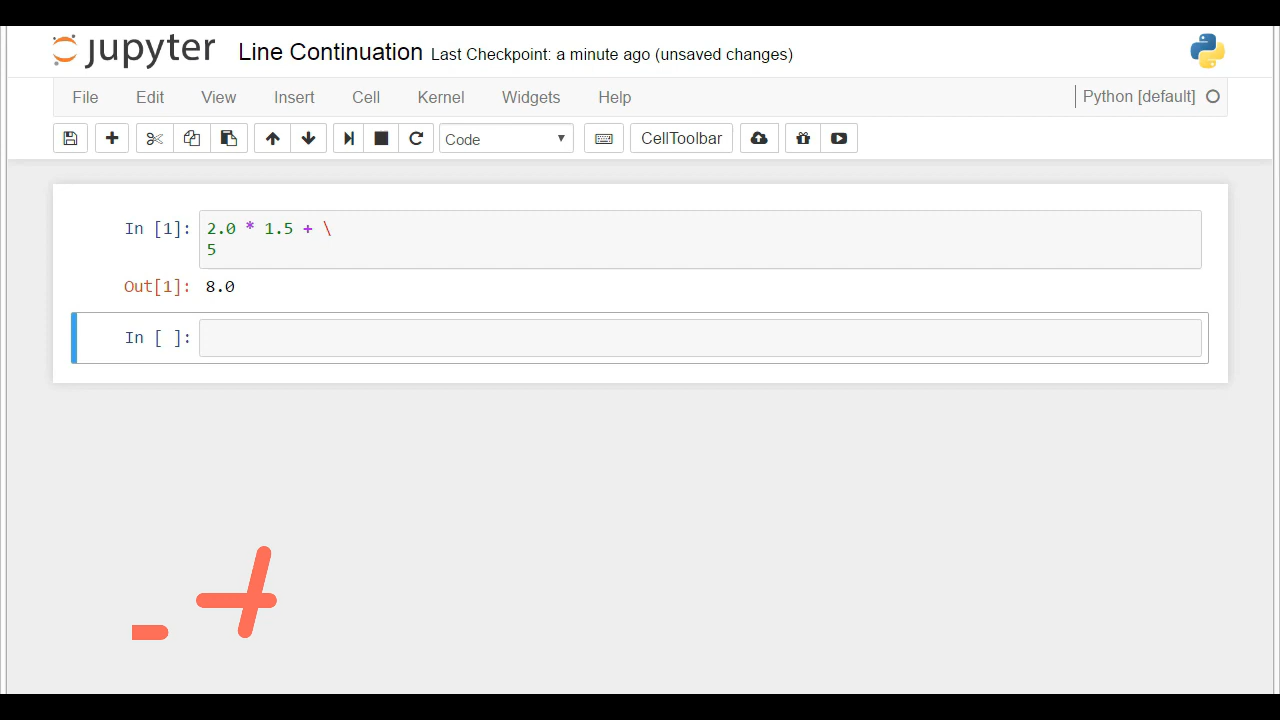 jupyter Line Continuation Last Checkpoint: a minute ago (unsaved changes)
File Edit View Insert Cell Kernel Widgets Help Python [default]
Code CellToolbar
In [1]: 2.0 * 1.5 + \
5
Out[1]: 8.0
In [ ]: